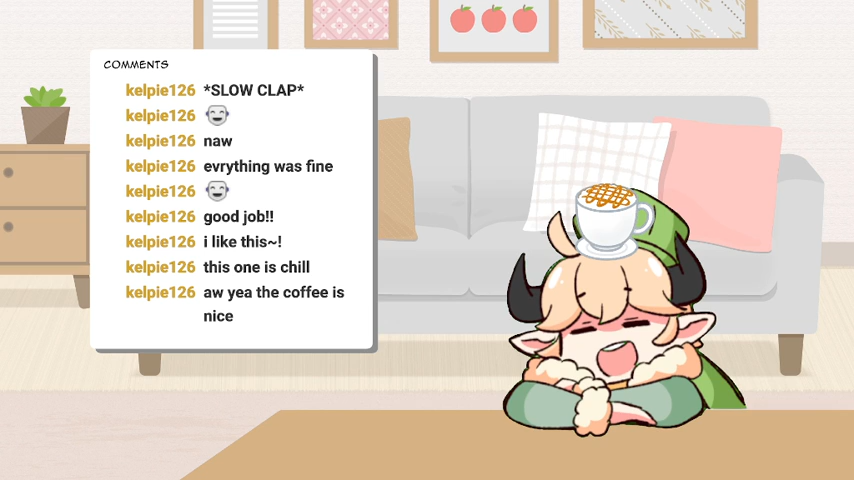 COMMENTS
kelpie126 *SLOW CLAP*
kelpie126
kelpie126 naw
kelpie126 evrything was fine
kelpie126
kelpie126 good job!!
kelpie126 i like this~!
kelpie126 this one is chill
kelpie126 aw yea the coffee is
nice